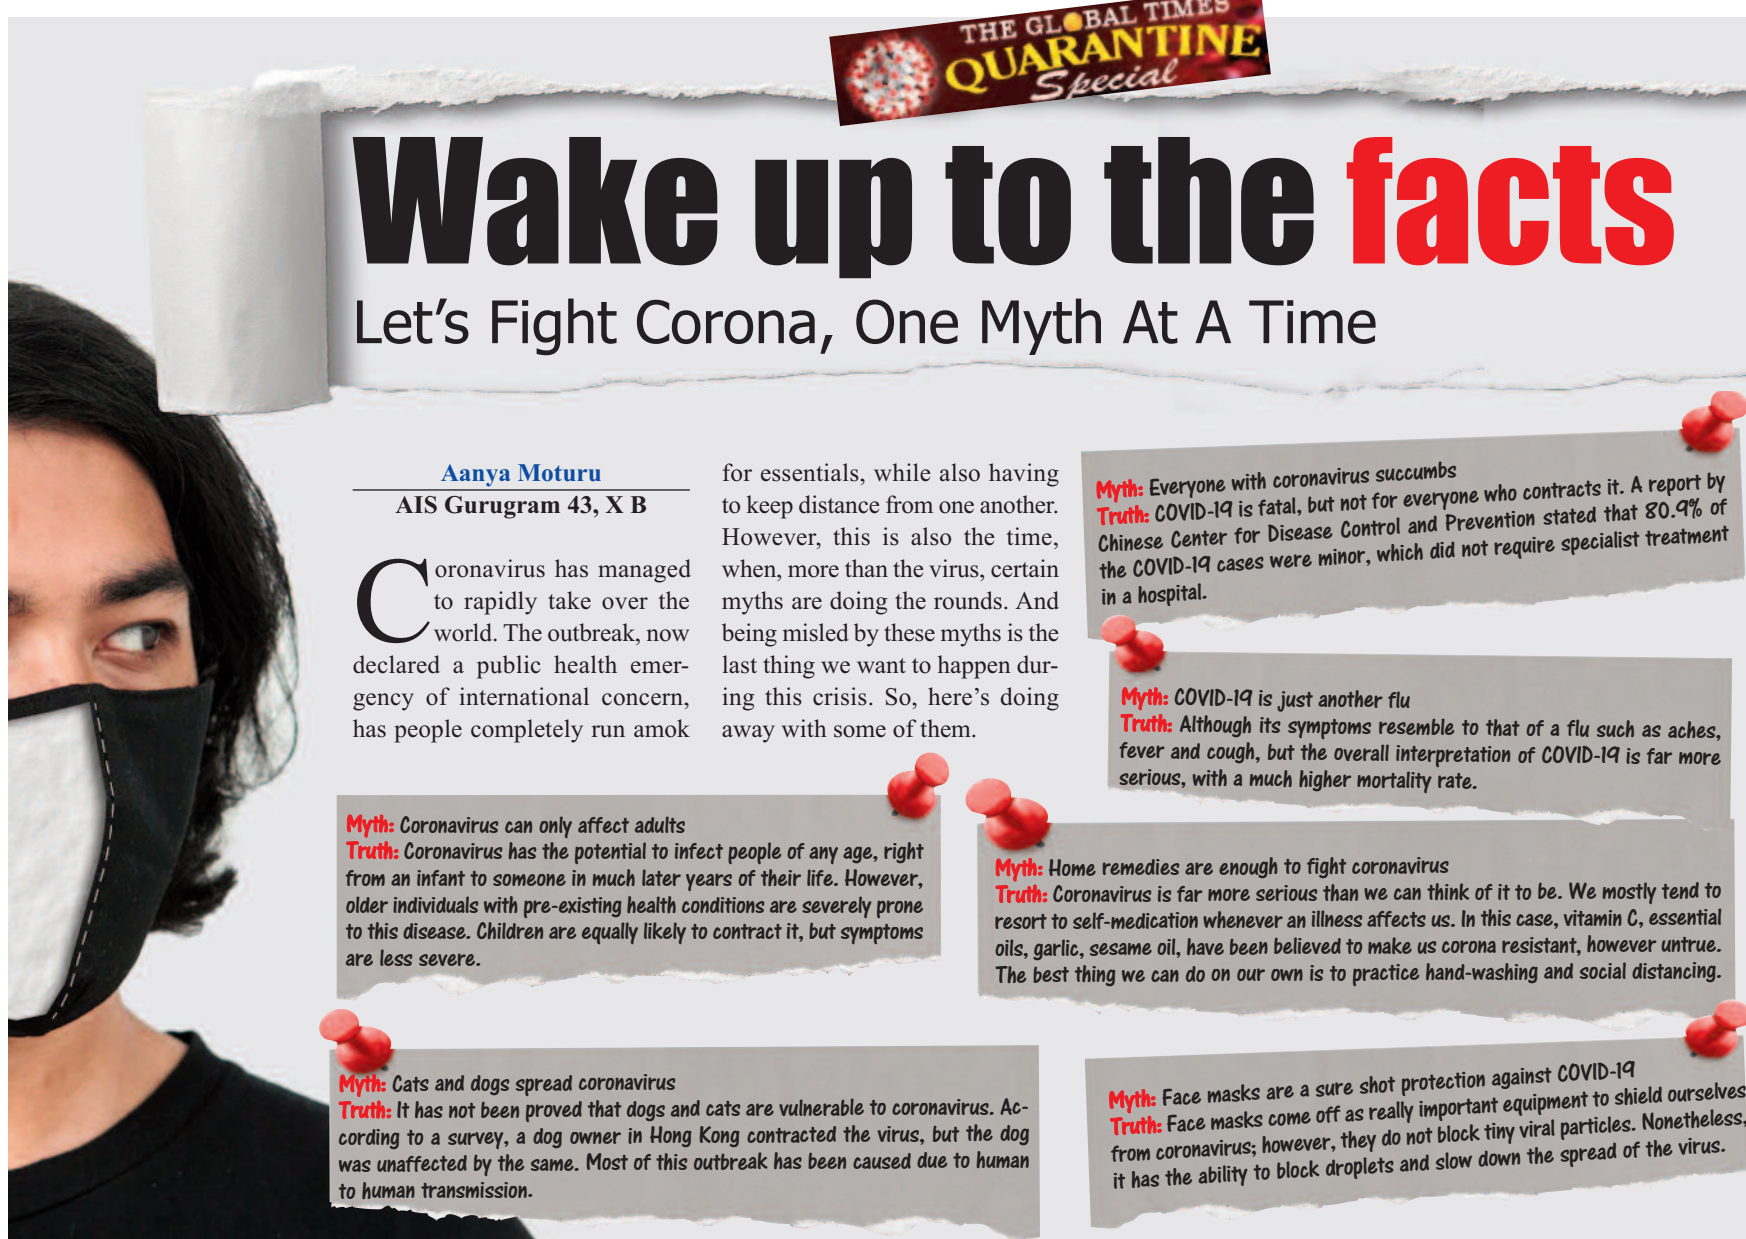 THE GLOBAL TIMES
QUARANTINE
Special
Wake up to the facts
Let's Fight Corona, One Myth At A Time
Aanya Moturu
AIS Gurugram 43, X B
Coronavirus has managed
to rapidly take over the
world. The outbreak, now
declared a public health emer-
gency of international concern,
has people completely run amok
for essentials, while also having
to keep distance from one another.
However, this is also the time,
when, more than the virus, certain
myths are doing the rounds. And
being misled by these myths is the
last thing we want to happen dur-
ing this crisis. So, here's doing
away with some of them.
Myth: Everyone with coronavirus succumbs
Truth: COVID-19 is fatal, but not for everyone who contracts it. A report by
Chinese Center for Disease Control and Prevention stated that 80.9% of
the COVID-19 cases were minor, which did not require specialist treatment
in a hospital.
Myth: COVID-19 is just another flu
Truth: Although its symptoms resemble to that of a flu such as aches,
fever and cough, but the overall interpretation of COVID-19 is far more
serious, with a much higher mortality rate.
Myth: Coronavirus can only affect adults
Truth: Coronavirus has the potential to infect people of any age, right
from an infant to someone in much later years of their life. However,
older individuals with pre-existing health conditions are severely prone
to this disease. Children are equally likely to contract it, but symptoms
are less severe.
Myth: Home remedies are enough to fight coronavirus
Truth: Coronavirus is far more serious than we can think of it to be. We mostly tend to
resort to self-medication whenever an illness affects us. In this case, vitamin C, essential
oils, garlic, sesame oil, have been believed to make us corona resistant, however untrue.
The best thing we can do on our own is to practice hand-washing and social distancing.
Myth: Cats and dogs spread coronavirus
Truth: It has not been proved that dogs and cats are vulnerable to coronavirus. Ac-
cording to a survey, a dog owner in Hong Kong contracted the virus, but the dog
was unaffected by the same. Most of this outbreak has been caused due to human
to human transmission.
Myth: Face masks are a sure shot protection against COVID-19
Truth: Face masks come off as really important equipment to shield ourselves
from coronavirus; however, they do not block tiny viral particles. Nonetheless,
it has the ability to block droplets and slow down the spread of the virus.